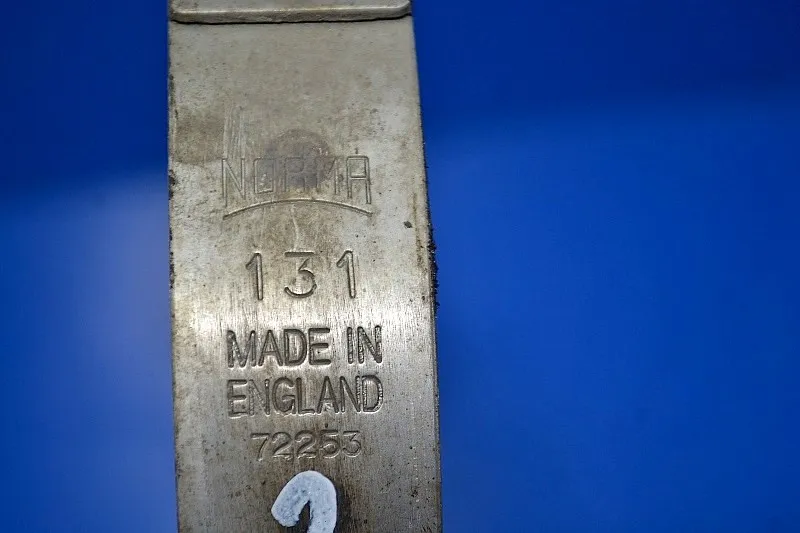 NORMA
131
MADE IN
ENGLAND
72253